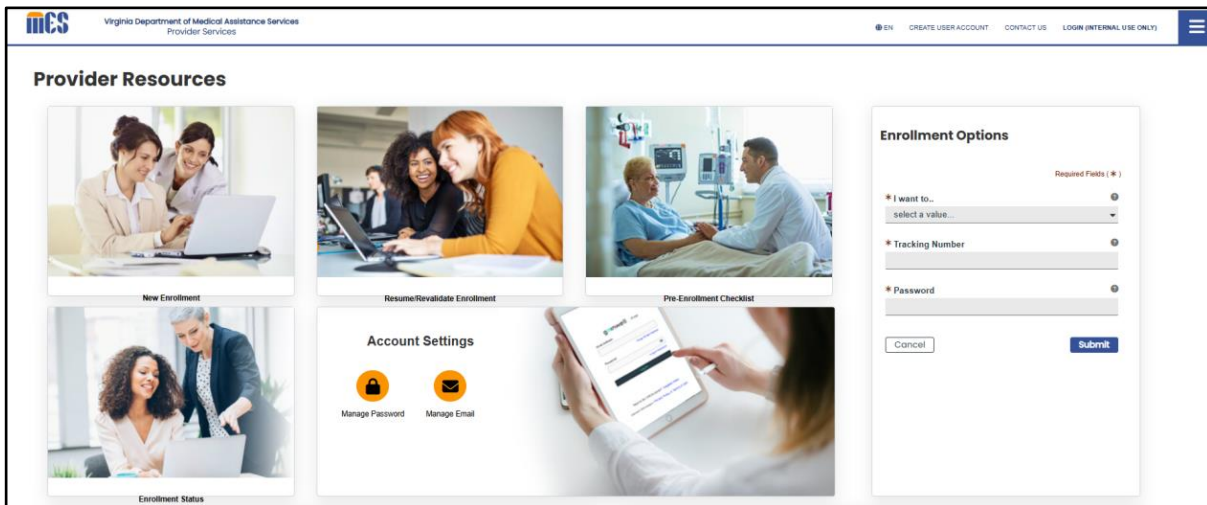 mES
Virginia Department of Medical Assistance Services
Provider Services
EN CREATE USER ACCOUNT CONTACT US LOGIN (INTERNAL USE ONLY)
Provider Resources
New Enrollment
Resume/Revalidate Enrollment
Pre-Enrollment Checklist
Enrollment Status
Account Settings
Manage Password Manage Email
Enrollment Options
Required Fields ( * )
* I want to..
select a value...
* Tracking Number
* Password
Cancel Submit